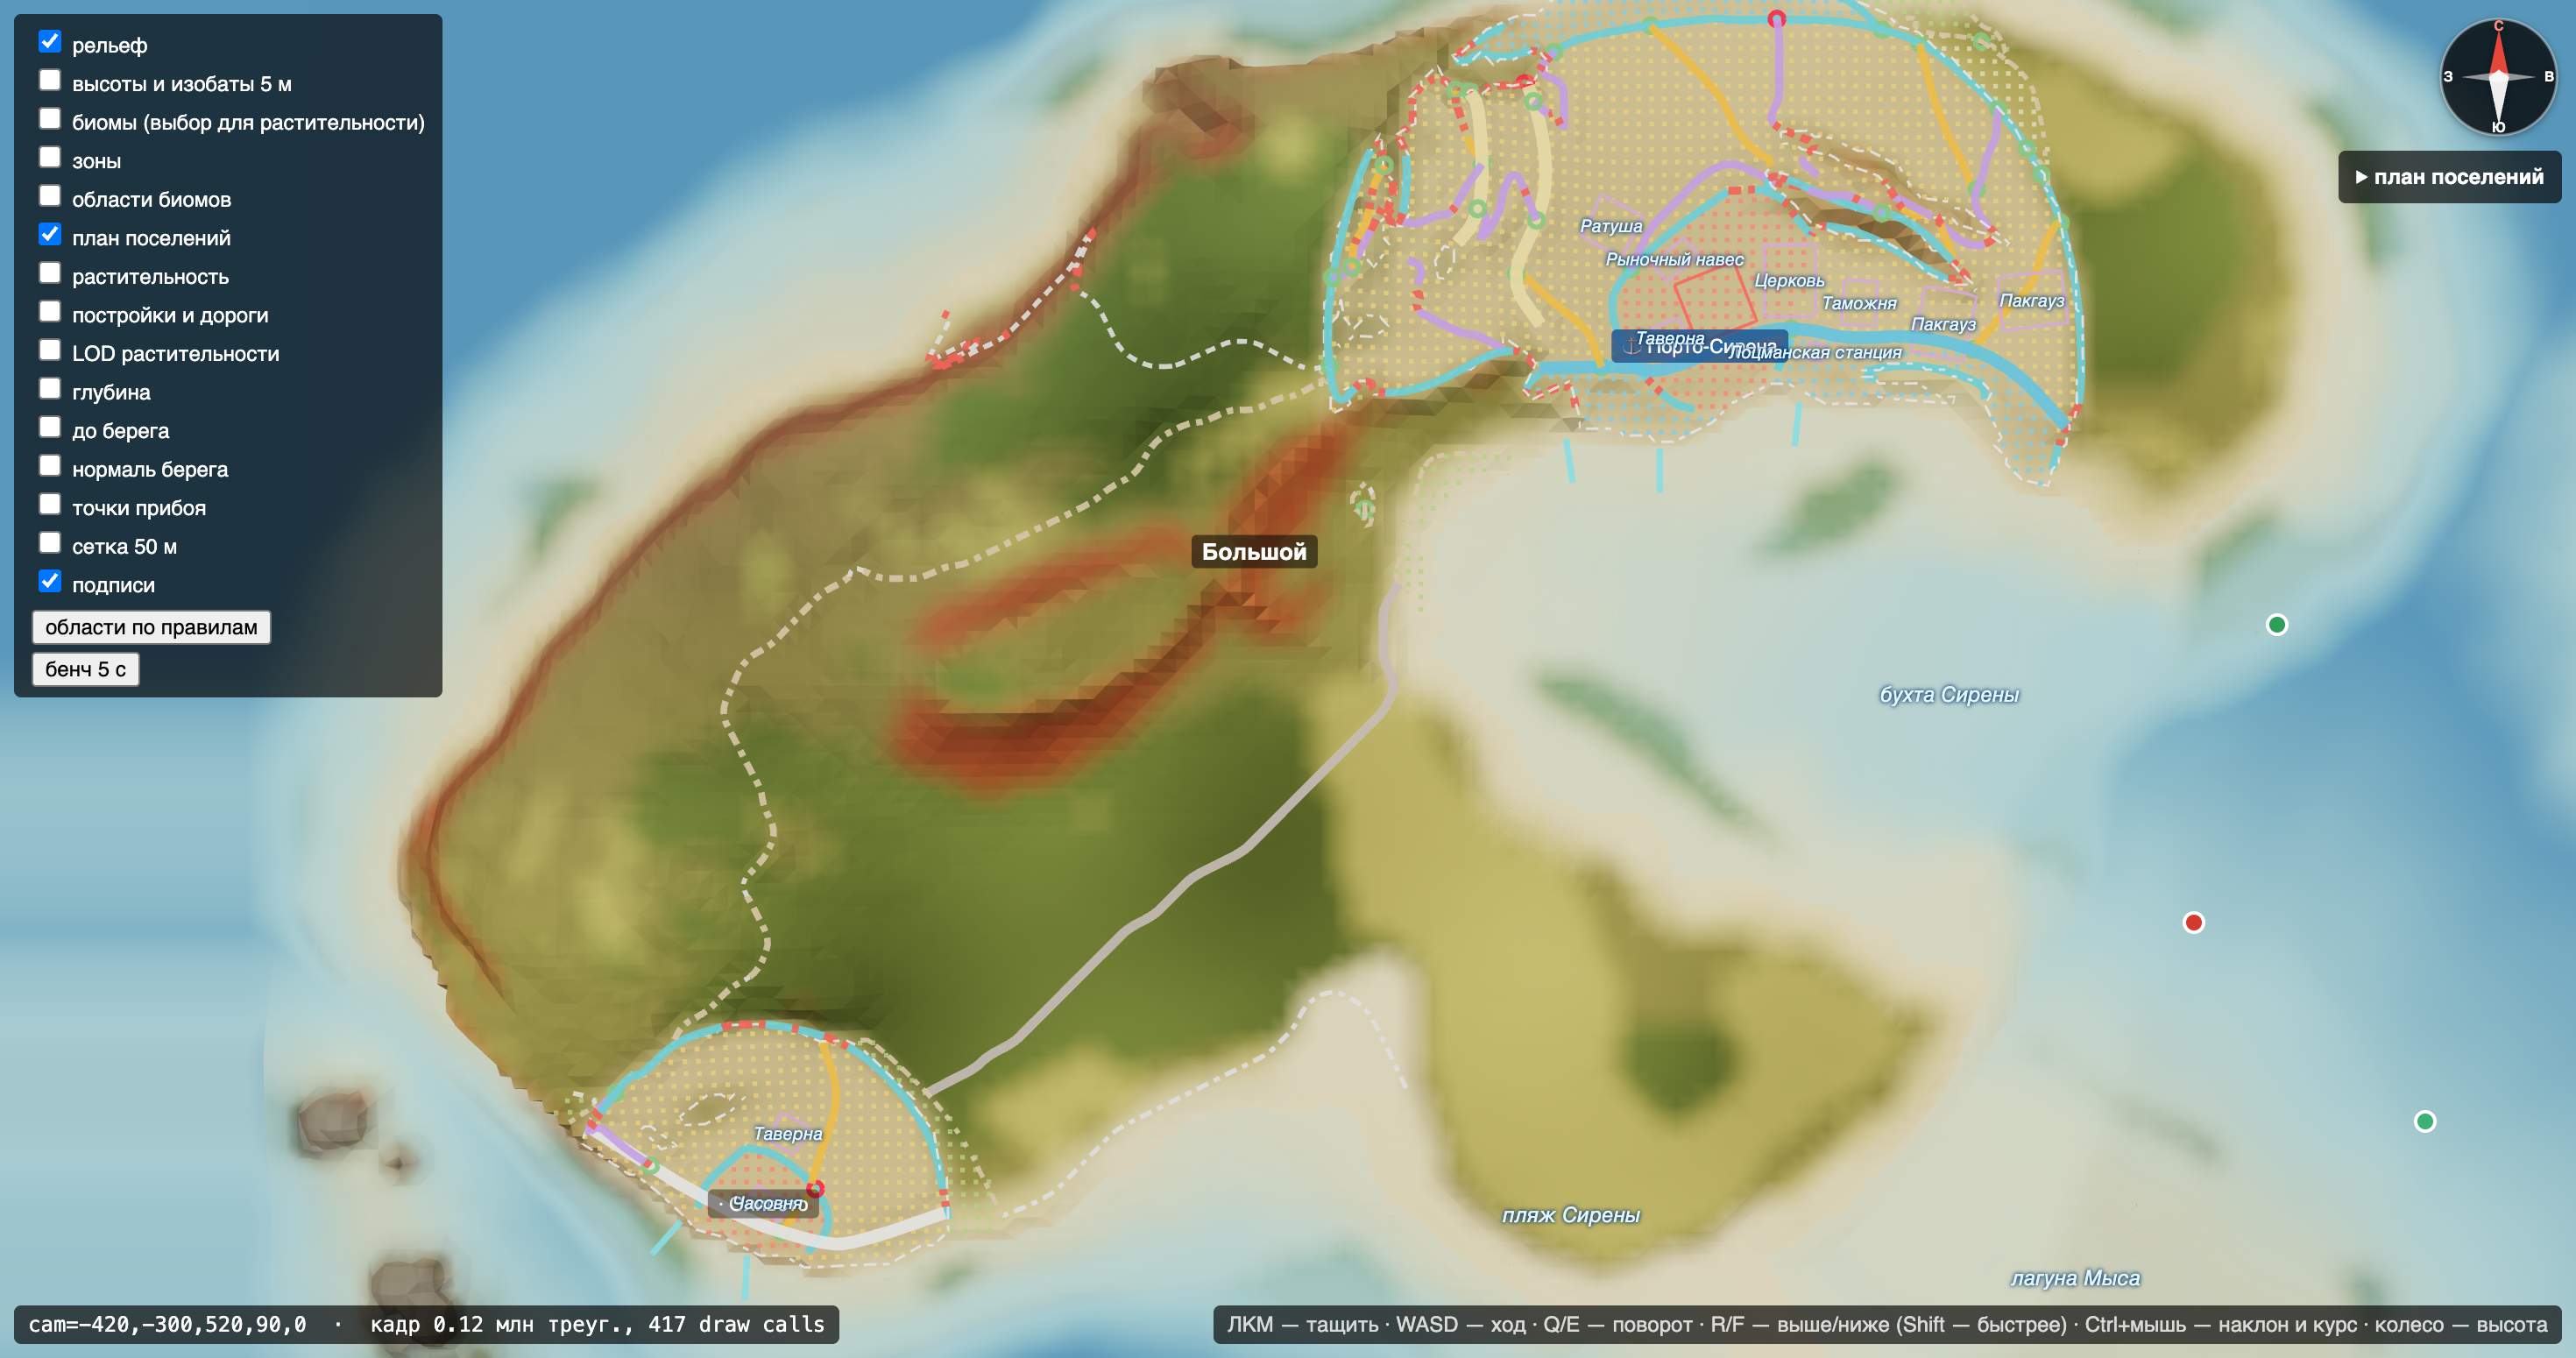 рельеф
высоты и изобаты 5 м
биомы (выбор для растительности)
зоны
области биомов
план поселений
растительность
постройки и дороги
LOD растительности
глубина
до берега
нормаль берега
точки прибоя
сетка 50 м
подписи
области по правилам
бенч 5 с
С
З
В
Ю
▶ план поселений
Ратуша
Рыночный навес
Церковь
Таможня
Пакгауз
Пакгауз
Таверна
Порто-Сирена
Лоцманская станция
Большой
бухта Сирены
Таверна
Часовня
пляж Сирены
лагуна Мыса
cam=−420,−300,520,90,0 · кадр 0.12 млн треуг., 417 draw calls
ЛКМ — тащить · WASD — ход · Q/E — поворот · R/F — выше/ниже (Shift — быстрее) · Ctrl+мышь — наклон и курс · колесо — высота